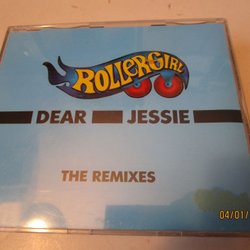 ROLLERGIRL
DEAR JESSIE
THE REMIXES
04/01/